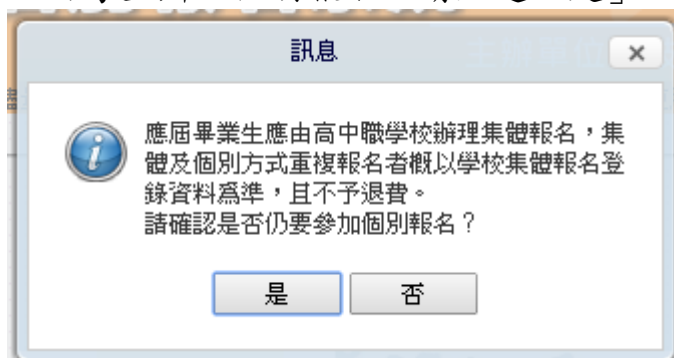 訊息
應屆畢業生應由高中職學校辦理集體報名，集
體及個別方式重複報名者概以學校集體報名登
錄資料為準，且不予退費。
請確認是否仍要參加個別報名？
是
否